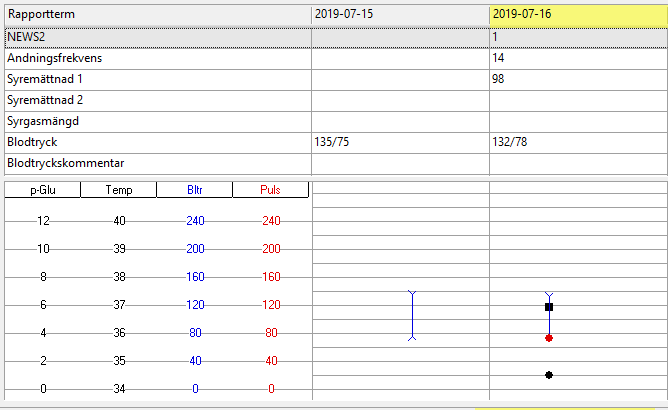 Rapportterm 2019-07-15 2019-07-16
NEWS2 1
Andningsfrekvens 14
Syremättnad 1 98
Syremättnad 2
Syrgasmängd
Blodtryck 135/75 132/78
Blodtryckskommentar
p-Glu Temp Bltr Puls
12 40 240 240
10 39 200 200
8 38 160 160
6 37 120 120
4 36 80 80
2 35 40 40
0 34 0 0